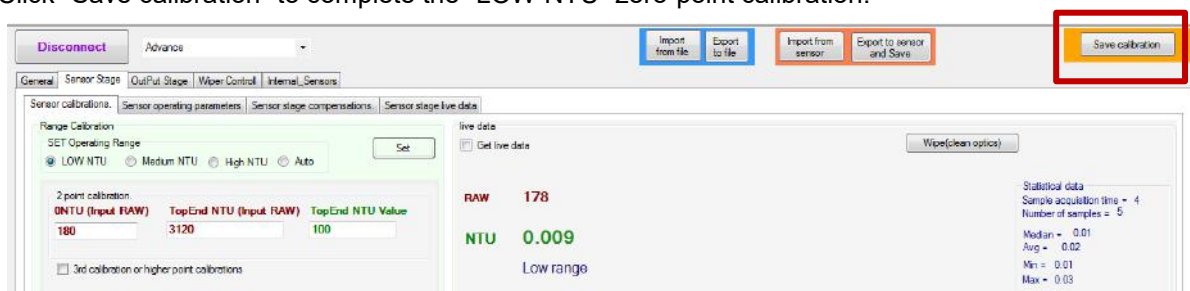 Click "Save calibration" to complete the "LOW NTU" zero-point calibration.
Disconnect
Advance
Import from file
Export to file
Import from sensor
Export to sensor and Save
Save calibration
General
Sensor Stage
OutPut Stage
Wiper Control
Internal_Sensors
Sensor calibrations.
Sensor operating parameters
Sensor stage compensations.
Sensor stage live data
Range Calibration
SET Operating Range
LOW NTU
Medium NTU
High NTU
Auto
Set
2 point calibration.
0NTU (Input RAW)
TopEnd NTU (Input RAW)
TopEnd NTU Value
180
3120
100
3rd calibration or higher point calibrations
live data
Get live data
Wipe(clean optics)
RAW 178
NTU 0.009
Low range
Statistical data
Sample acquisition time = 4
Number of samples = 5
Median = 0.01
Avg = 0.02
Min = 0.01
Max = 0.03